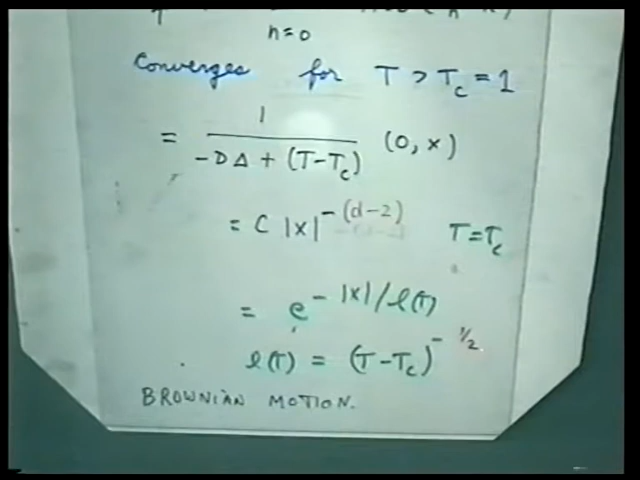 n=0
Converges for T > T_c = 1
= 1 / (-DΔ + (T-T_c)) (0, x)
= C |x|^-(d-2) T=T_c
= e^-|x|/ℓ(T)
ℓ(T) = (T-T_c)^-1/2
BROWNIAN MOTION.